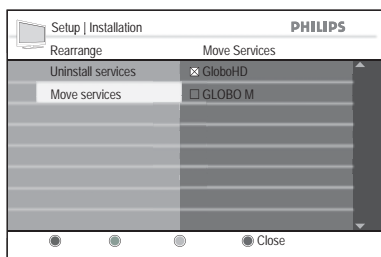 Setup | Installation PHILIPS
Rearrange Move Services
Uninstall services GloboHD
Move services GLOBO M
Close